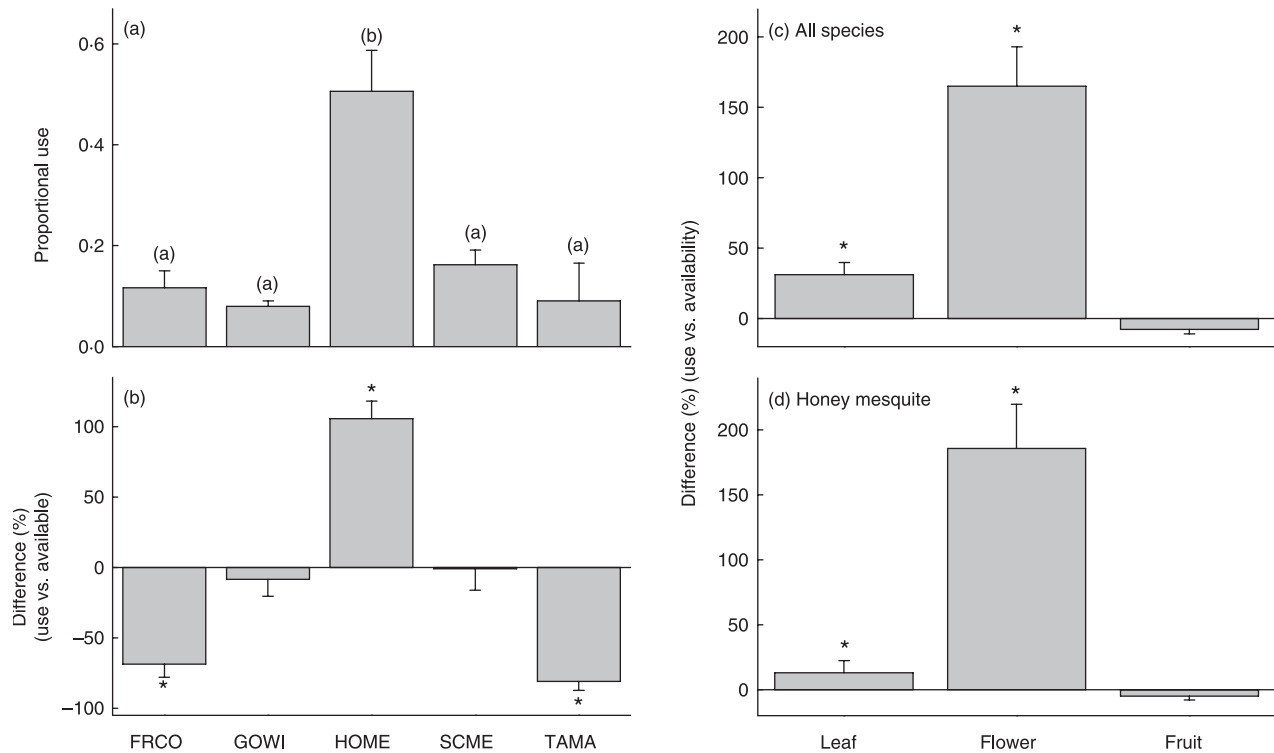 (a)
0·6
0·4
0·2
0·0
Proportional use
(a)
(a)
(b)
(a)
(a)
(b)
100
50
0
−50
−100
Difference (%)
(use vs. available)
*
*
*
FRCO GOWI HOME SCME TAMA
(c) All species
200
150
100
50
0
*
*
Difference (%) (use vs. availability)
(d) Honey mesquite
200
150
100
50
0
*
*
Leaf Flower Fruit